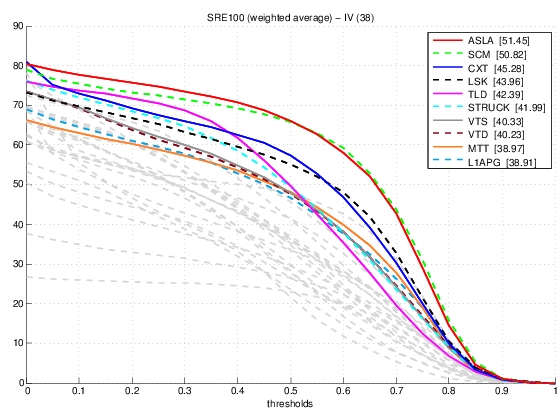 SRE100 (weighted average) – IV (38)
90
80
70
60
50
40
30
20
10
0
0 0.1 0.2 0.3 0.4 0.5 0.6 0.7 0.8 0.9 1
thresholds
ASLA [51.45]
SCM [50.82]
CXT [45.28]
LSK [43.96]
TLD [42.39]
STRUCK [41.99]
VTS [40.33]
VTD [40.23]
MTT [38.97]
L1APG [38.91]